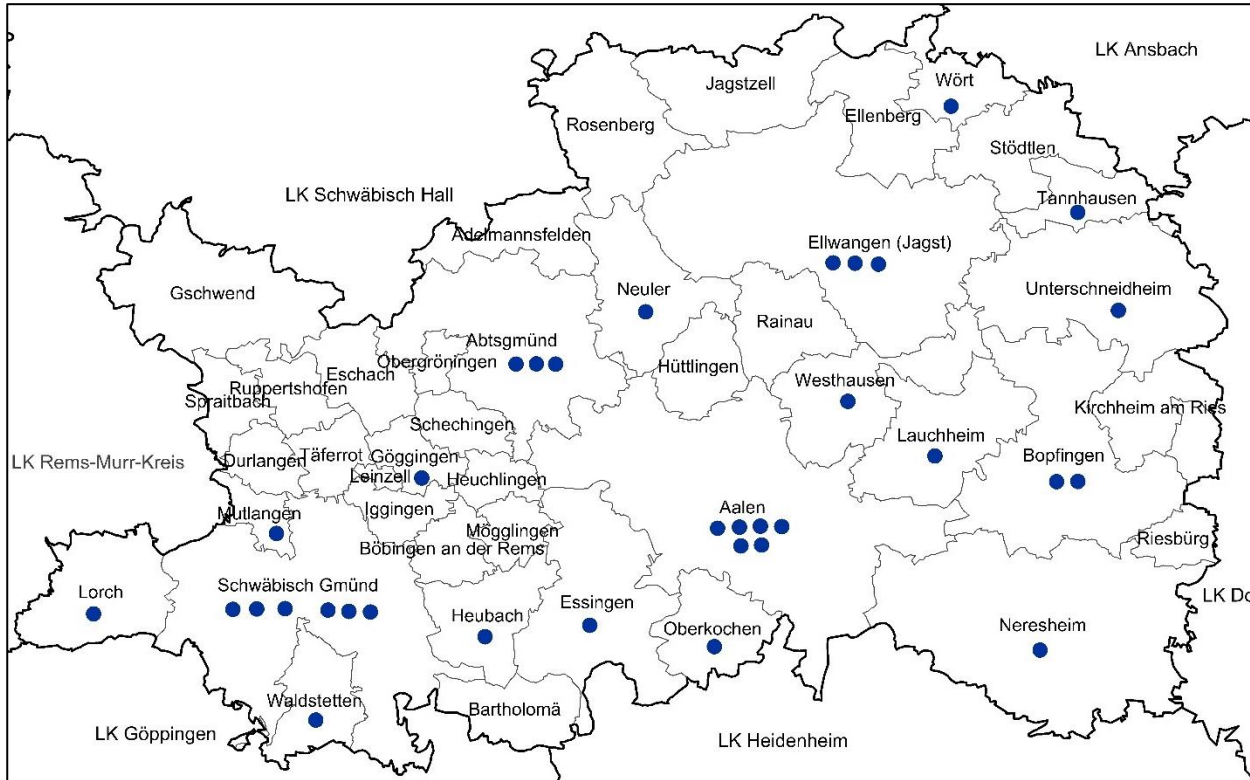 LK Ansbach
Wört
Jagstzell
Ellenberg
Rosenberg
Stödtlen
LK Schwäbisch Hall
Tannhausen
Adelmannsfelden
Ellwangen (Jagst)
Gschwend
Neuler
Unterschneidheim
Rainau
Abtsgmünd
Obergröningen
Hüttlingen
Eschach
Westhausen
Ruppertshofen
Spraitbach
Kirchheim am Ries
Schechingen
Lauchheim
LK Rems-Murr-Kreis
Durlangen
Täferrot
Göggingen
Bopfingen
Leinzell
Heuchlingen
Iggingen
Aalen
Mutlangen
Mögglingen
Böbingen an der Rems
Riesbürg
Schwäbisch Gmünd
Lorch
Essingen
LK Do
Heubach
Oberkochen
Neresheim
Waldstetten
Bartholomä
LK Göppingen
LK Heidenheim